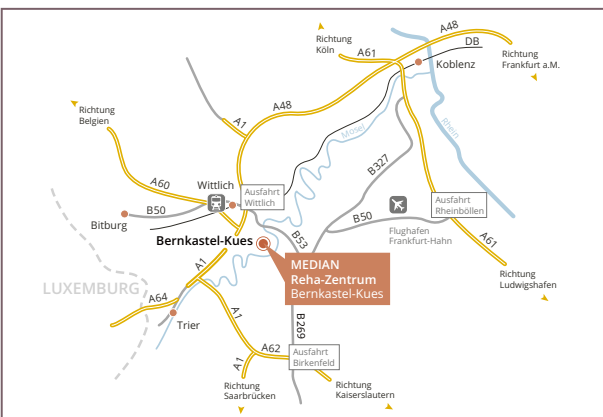 Richtung
Köln
A61
A48
DB
Koblenz
Richtung
Frankfurt a.M.
Richtung
Belgien
A1
A48
Mosel
Rhein
A60
Wittlich
Ausfahrt
Wittlich
B327
B50
Bitburg
B50
Ausfahrt
Rheinböllen
Flughafen
Frankfurt-Hahn
A61
Bernkastel-Kues
B53
MEDIAN
Reha-Zentrum
Bernkastel-Kues
Richtung
Ludwigshafen
LUXEMBURG
A1
A64
Trier
A1
B269
A62
Ausfahrt
Birkenfeld
A1
Richtung
Saarbrücken
Richtung
Kaiserslautern